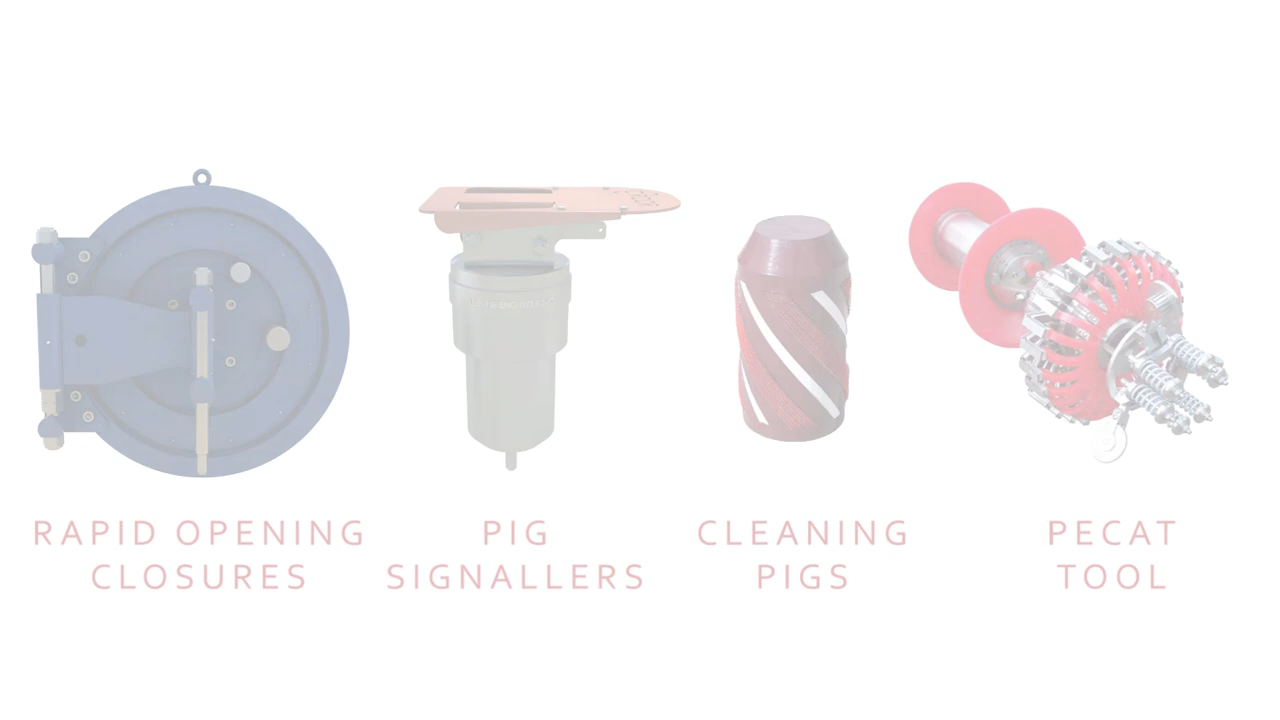 RAPID OPENING
CLOSURES
PIG
SIGNALLERS
CLEANING
PIGS
PECAT
TOOL